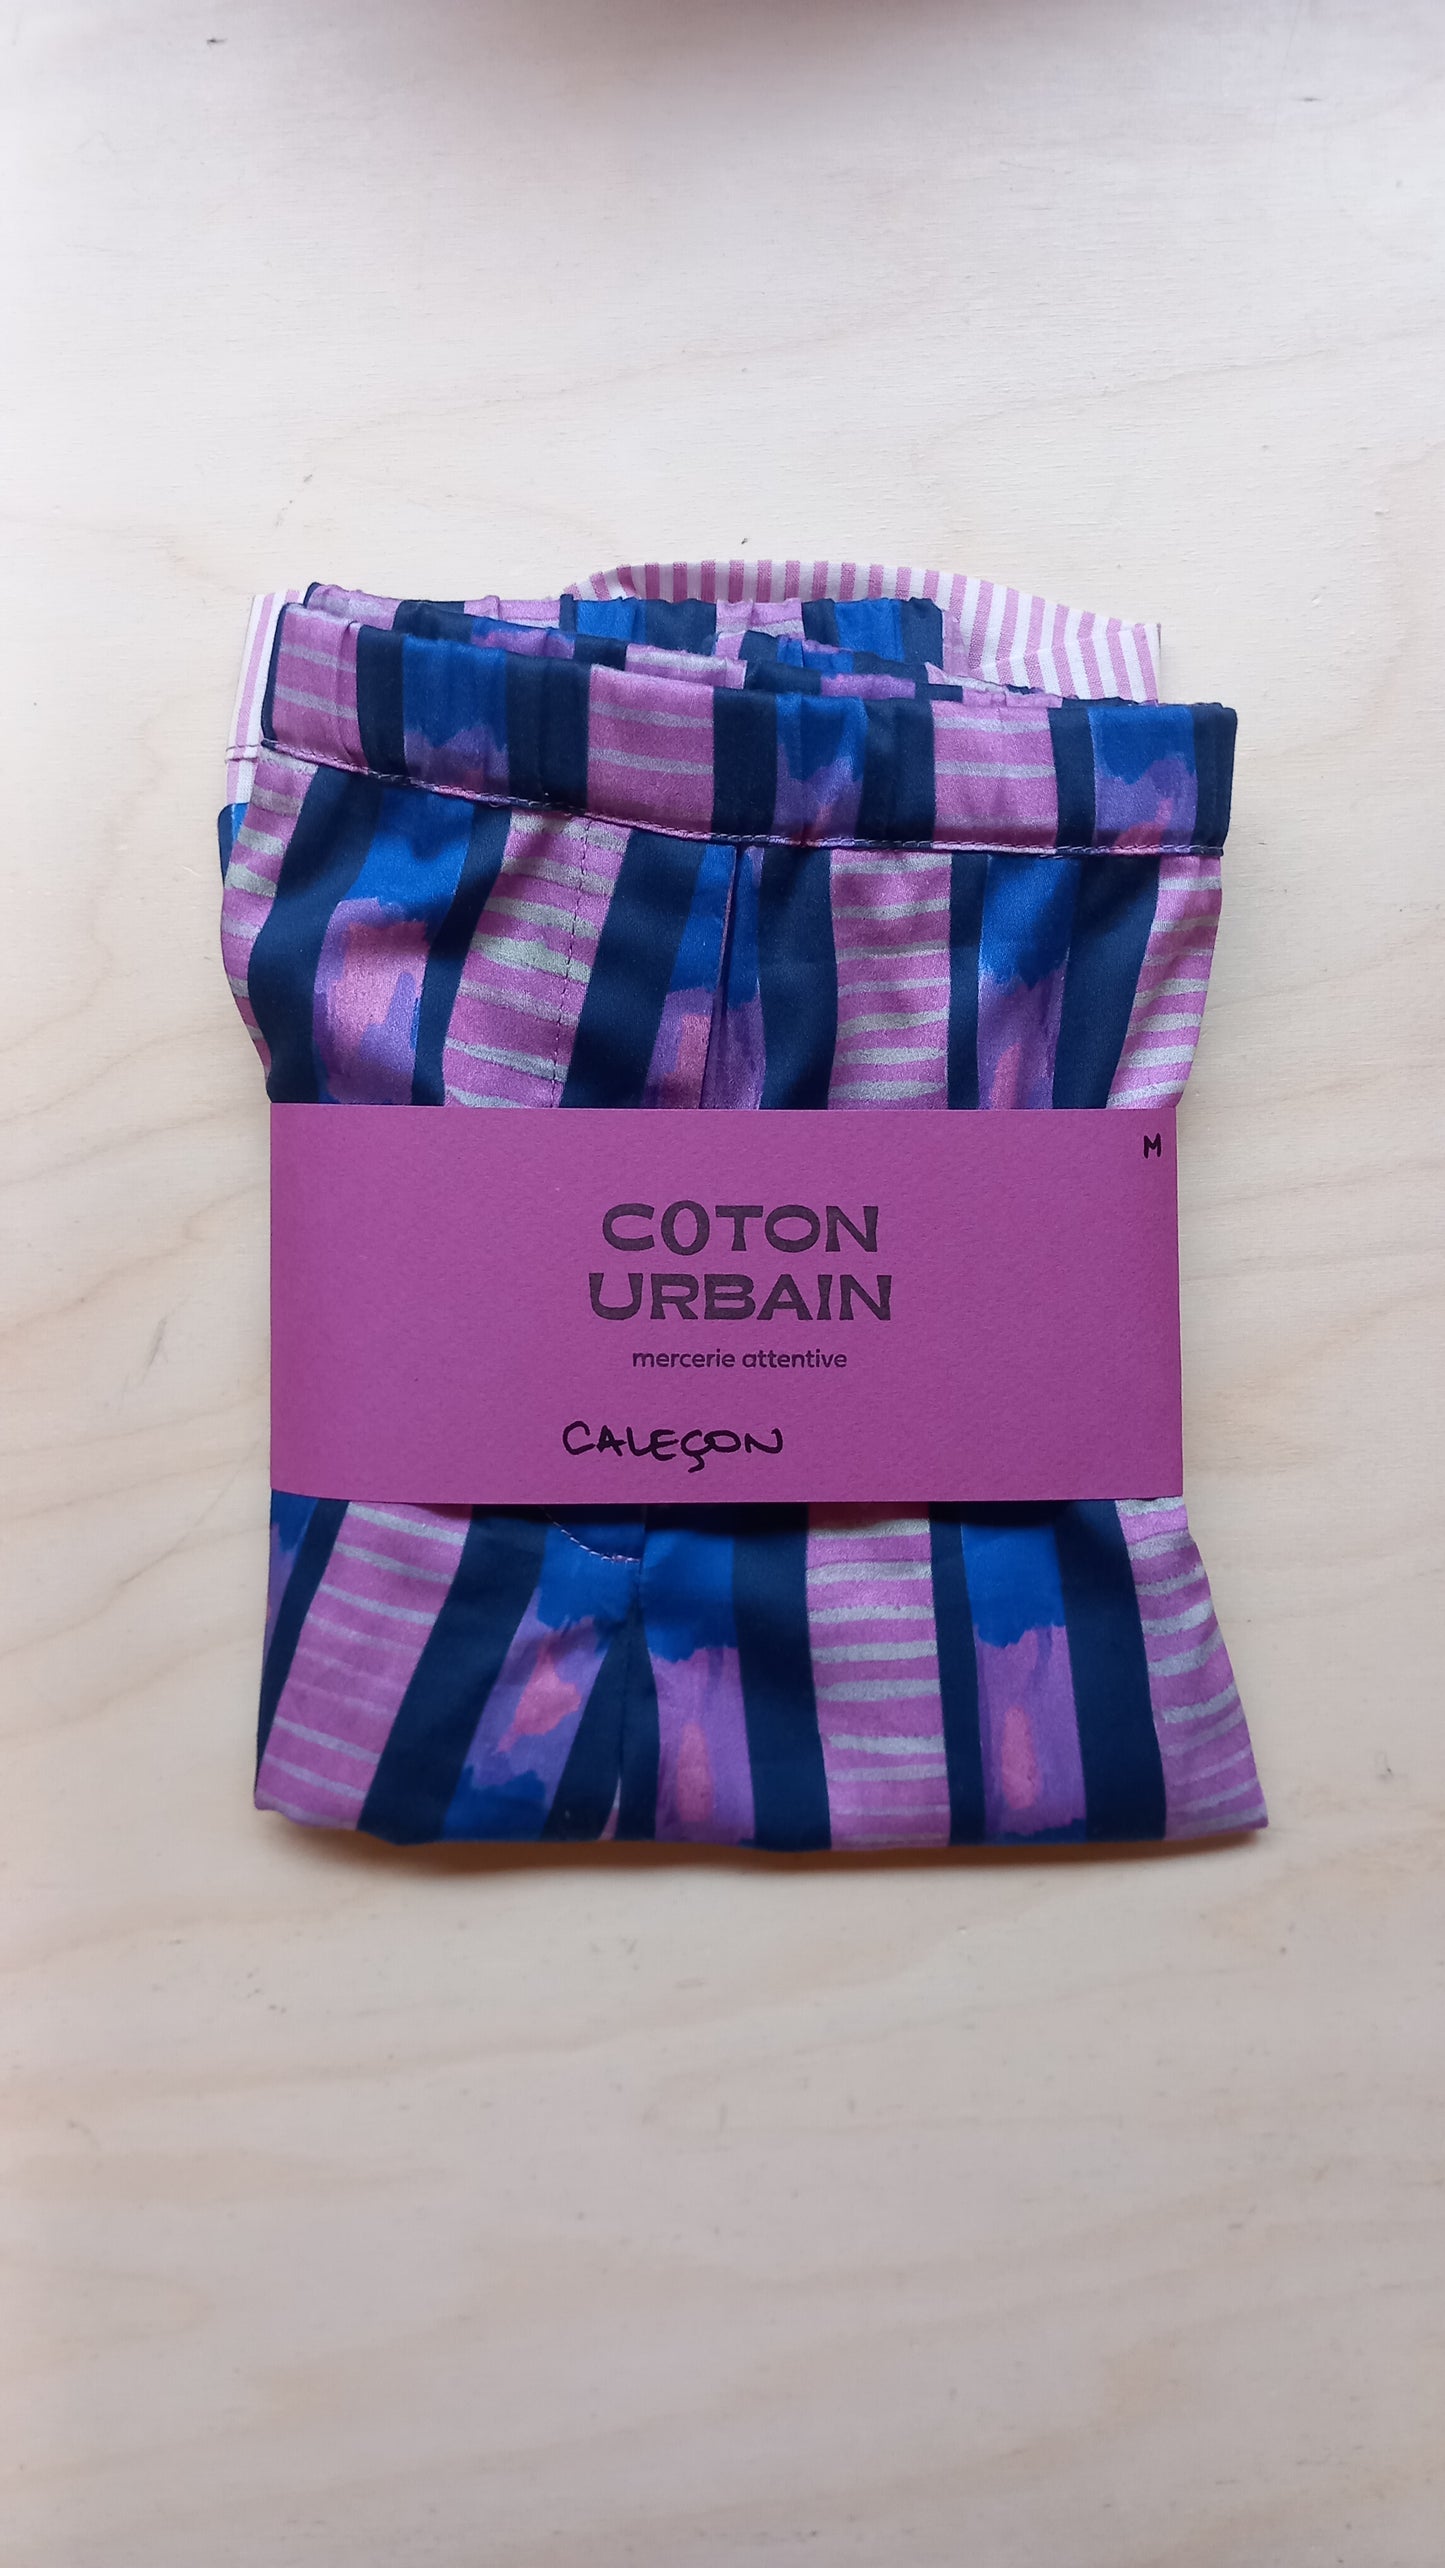 M
COTON
URBAIN
mercerie attentive
CALEÇON